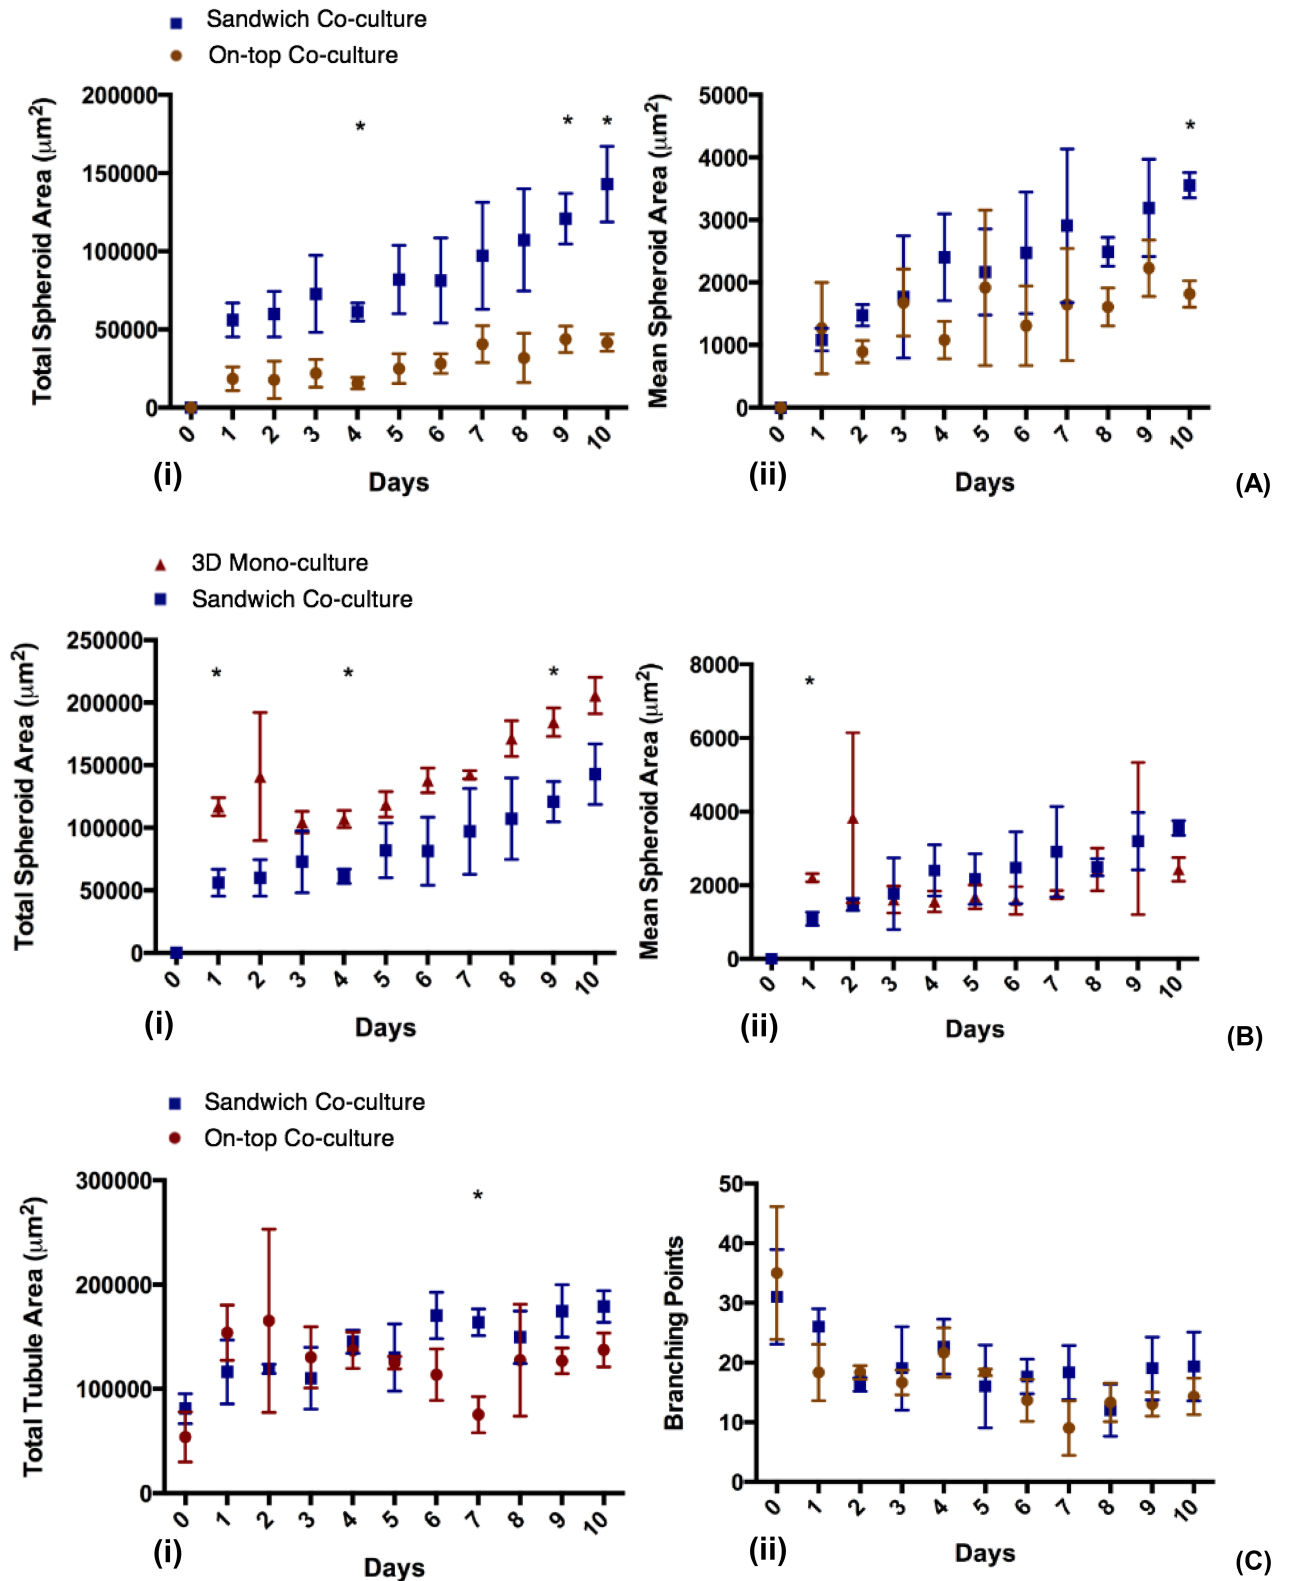 Sandwich Co-culture
On-top Co-culture
Total Spheroid Area (μm²)
200000
150000
100000
50000
0
* * *
0 1 2 3 4 5 6 7 8 9 10
(i)
Days
Mean Spheroid Area (μm²)
5000
4000
3000
2000
1000
0
*
0 1 2 3 4 5 6 7 8 9 10
(ii)
Days
(A)
3D Mono-culture
Sandwich Co-culture
Total Spheroid Area (μm²)
250000
200000
150000
100000
50000
0
* * *
0 1 2 3 4 5 6 7 8 9 10
(i)
Days
Mean Spheroid Area (μm²)
8000
6000
4000
2000
0
*
0 1 2 3 4 5 6 7 8 9 10
(ii)
Days
(B)
Sandwich Co-culture
On-top Co-culture
Total Tubule Area (μm²)
300000
200000
100000
0
*
0 1 2 3 4 5 6 7 8 9 10
(i)
Days
Branching Points
50
40
30
20
10
0
0 1 2 3 4 5 6 7 8 9 10
(ii)
Days
(C)